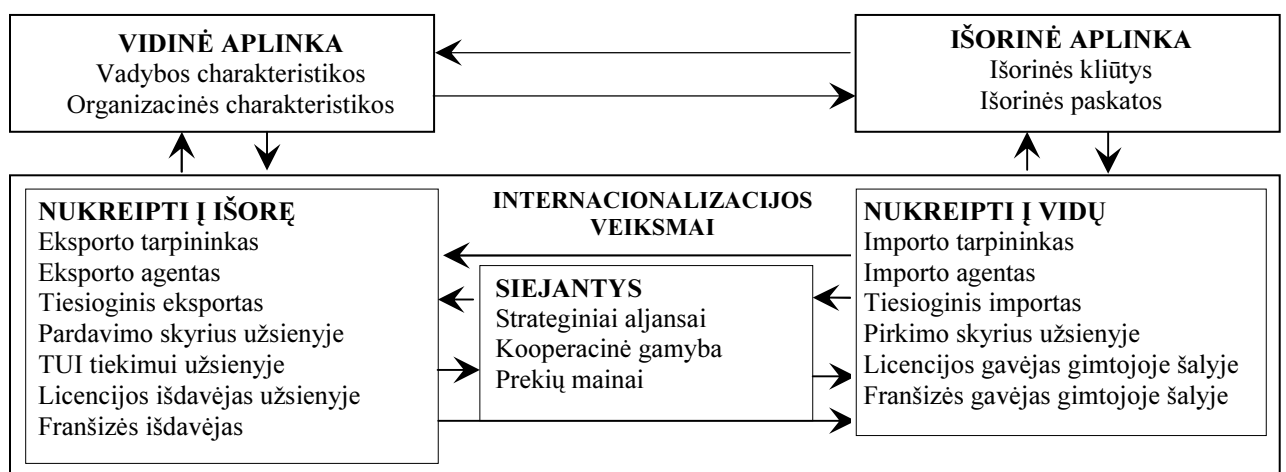 VIDINĖ APLINKA
Vadybos charakteristikos
Organizacinės charakteristikos
IŠORINĖ APLINKA
Išorinės kliūtys
Išorinės paskatos
INTERNACIONALIZACIJOS
VEIKSMAI
NUKREIPTI Į IŠORĘ
Eksporto tarpininkas
Eksporto agentas
Tiesioginis eksportas
Pardavimo skyrius užsienyje
TUI tiekimui užsienyje
Licencijos išdavėjas užsienyje
Franšizės išdavėjas
SIEJANTYS
Strateginiai aljansai
Kooperacinė gamyba
Prekių mainai
NUKREIPTI Į VIDŲ
Importo tarpininkas
Importo agentas
Tiesioginis importas
Pirkimo skyrius užsienyje
Licencijos gavėjas gimtojoje šalyje
Franšizės gavėjas gimtojoje šalyje